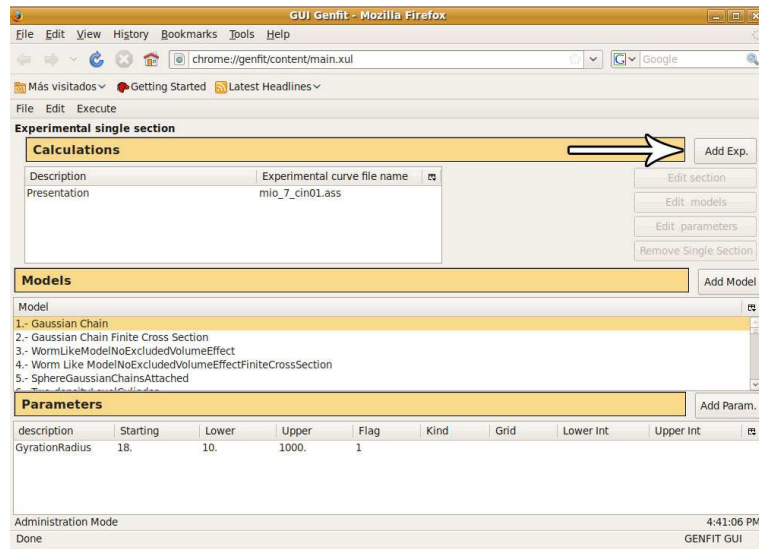 GUI Genfit - Mozilla Firefox
File Edit View History Bookmarks Tools Help
chrome://genfit/content/main.xul
G Google
Más visitados Getting Started Latest Headlines
File Edit Execute
Experimental single section
Calculations
Add Exp.
Description Experimental curve file name
Presentation mio_7_cin01.ass
Edit section
Edit models
Edit parameters
Remove Single Section
Models
Add Model
Model
1.- Gaussian Chain
2.- Gaussian Chain Finite Cross Section
3.- WormLikeModelNoExcludedVolumeEffect
4.- Worm Like ModelNoExcludedVolumeEffectFiniteCrossSection
5.- SphereGaussianChainsAttached
Parameters
Add Param.
description Starting Lower Upper Flag Kind Grid Lower Int Upper Int
GyrationRadius 18. 10. 1000. 1
Administration Mode
4:41:06 PM
Done
GENFIT GUI